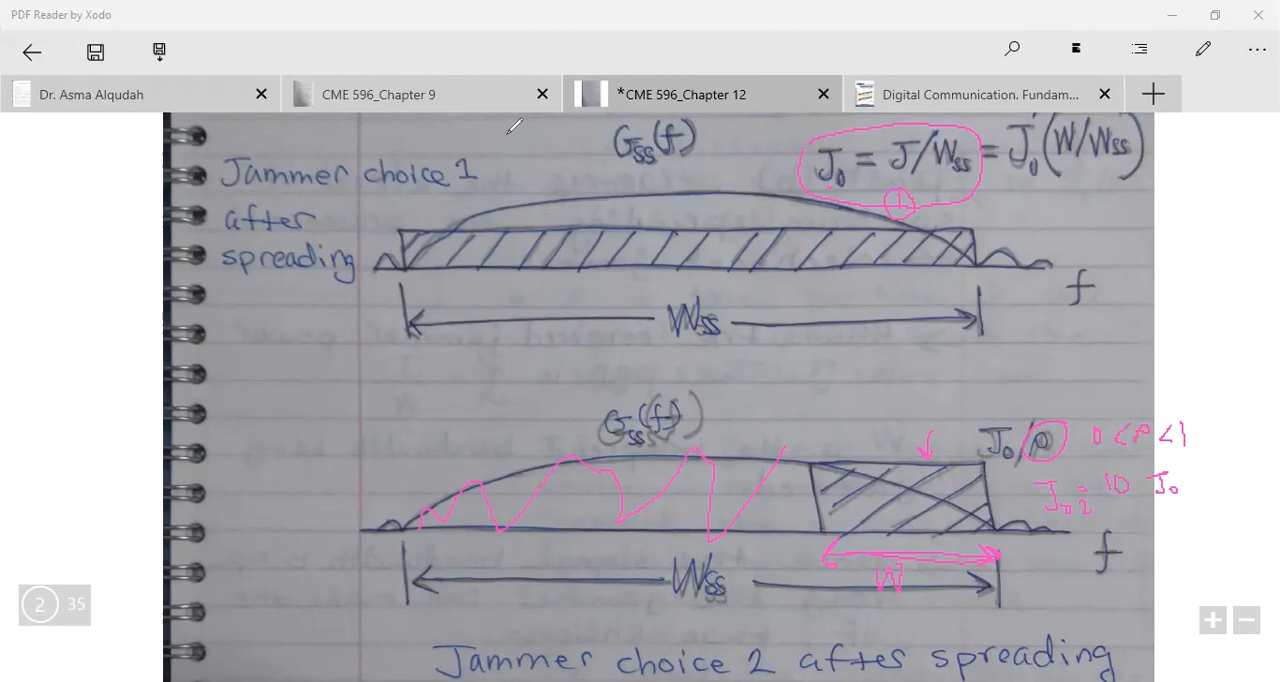 PDF Reader by Xodo
Dr. Asma Alqudah
CME 596_Chapter 9
*CME 596_Chapter 12
Digital Communication. Fundam...
Gss(f)
J₀ = J/Wss = J₀'(W/Wss)
1
Jammer choice 1
after
spreading
f
Wss
Gss(f)
J₀/ρ
0<ρ<1
J₀₂ = 10 J₀
f
W
Wss
2 35
Jammer choice 2 after spreading